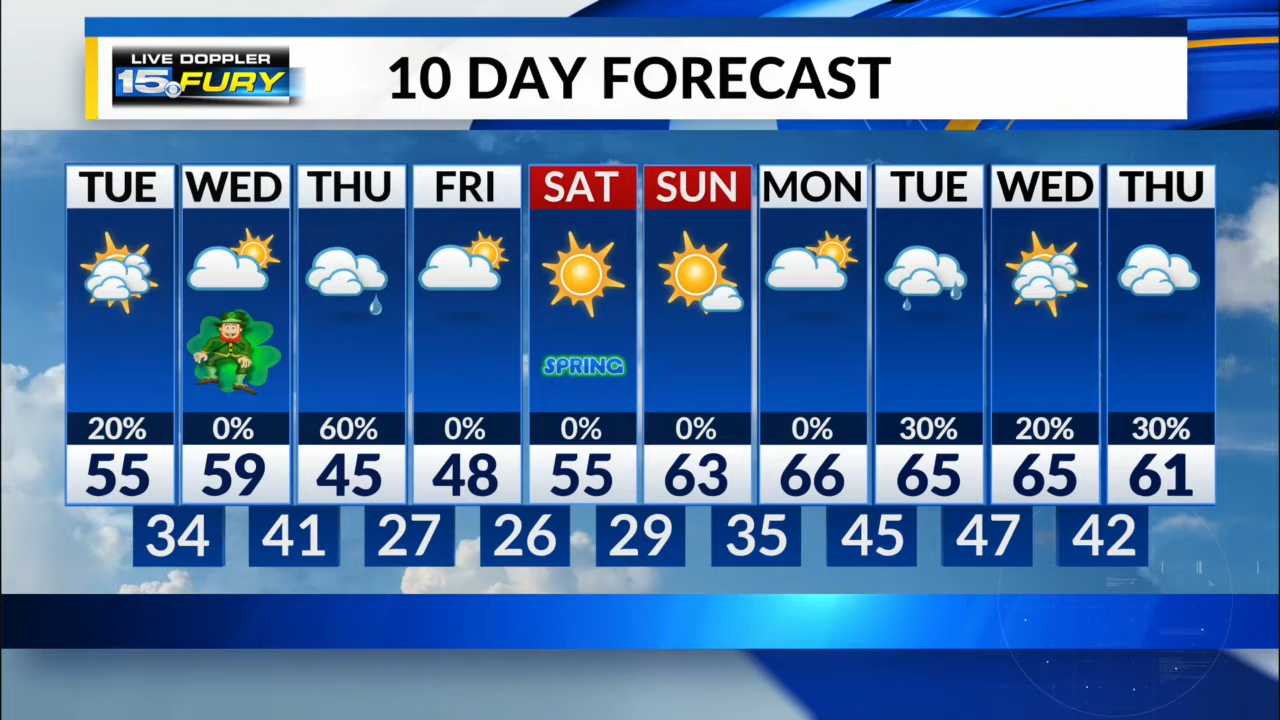 LIVE DOPPLER
15 FURY
10 DAY FORECAST
TUE WED THU FRI SAT SUN MON TUE WED THU
SPRING
20% 0% 60% 0% 0% 0% 0% 30% 20% 30%
55 59 45 48 55 63 66 65 65 61
34 41 27 26 29 35 45 47 42